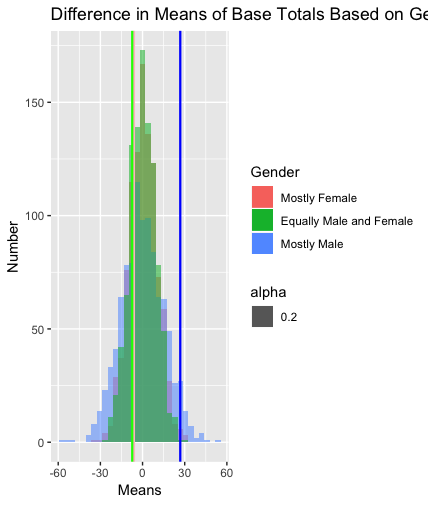 Difference in Means of Base Totals Based on Ge
Number
150
100
50
0
-60 -30 0 30 60
Means
Gender
Mostly Female
Equally Male and Female
Mostly Male
alpha
0.2